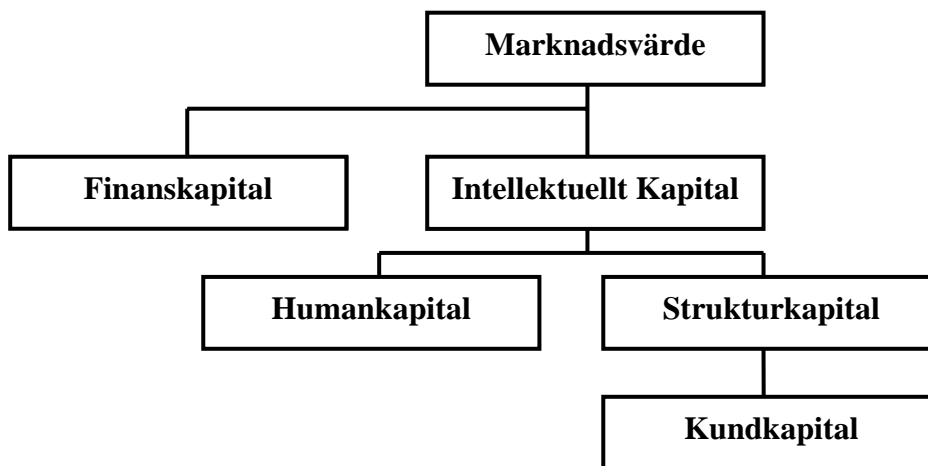 Marknadsvärde
Finanskapital
Intellektuellt Kapital
Humankapital
Strukturkapital
Kundkapital